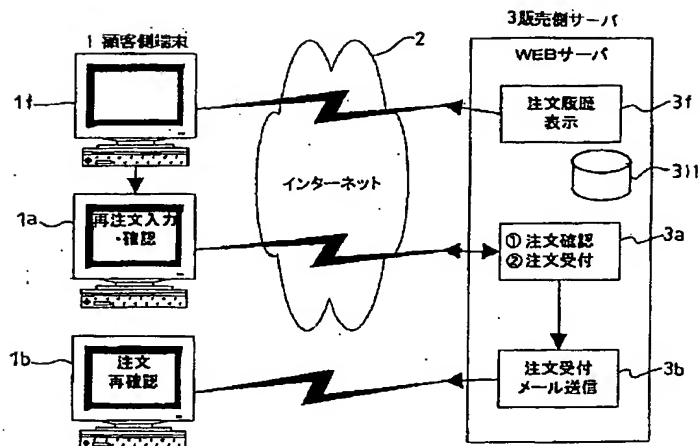 3販売側サーバ
1 顧客側端末
2
WEBサーバ
1f
注文履歴
表示
3f
311
インターネット
1a
再注文入力
・確認
① 注文確認
② 注文受付
3a
1b
注文
再確認
注文受付
メール送信
3b